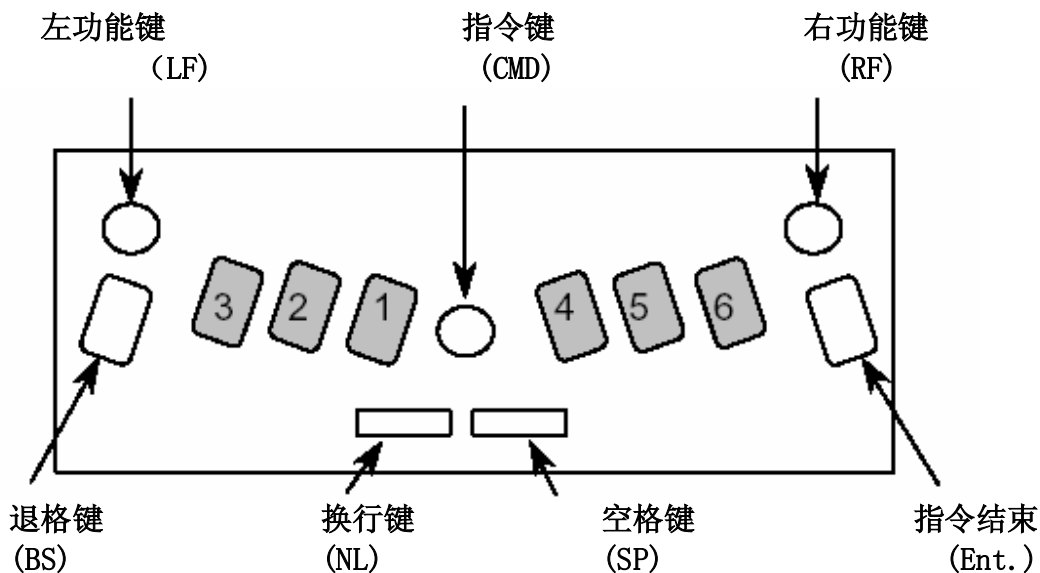 左功能键 指令键 右功能键
（LF) (CMD) (RF)
3 2 1 4 5 6
退格键 换行键 空格键 指令结束
(BS) (NL) (SP) (Ent.)